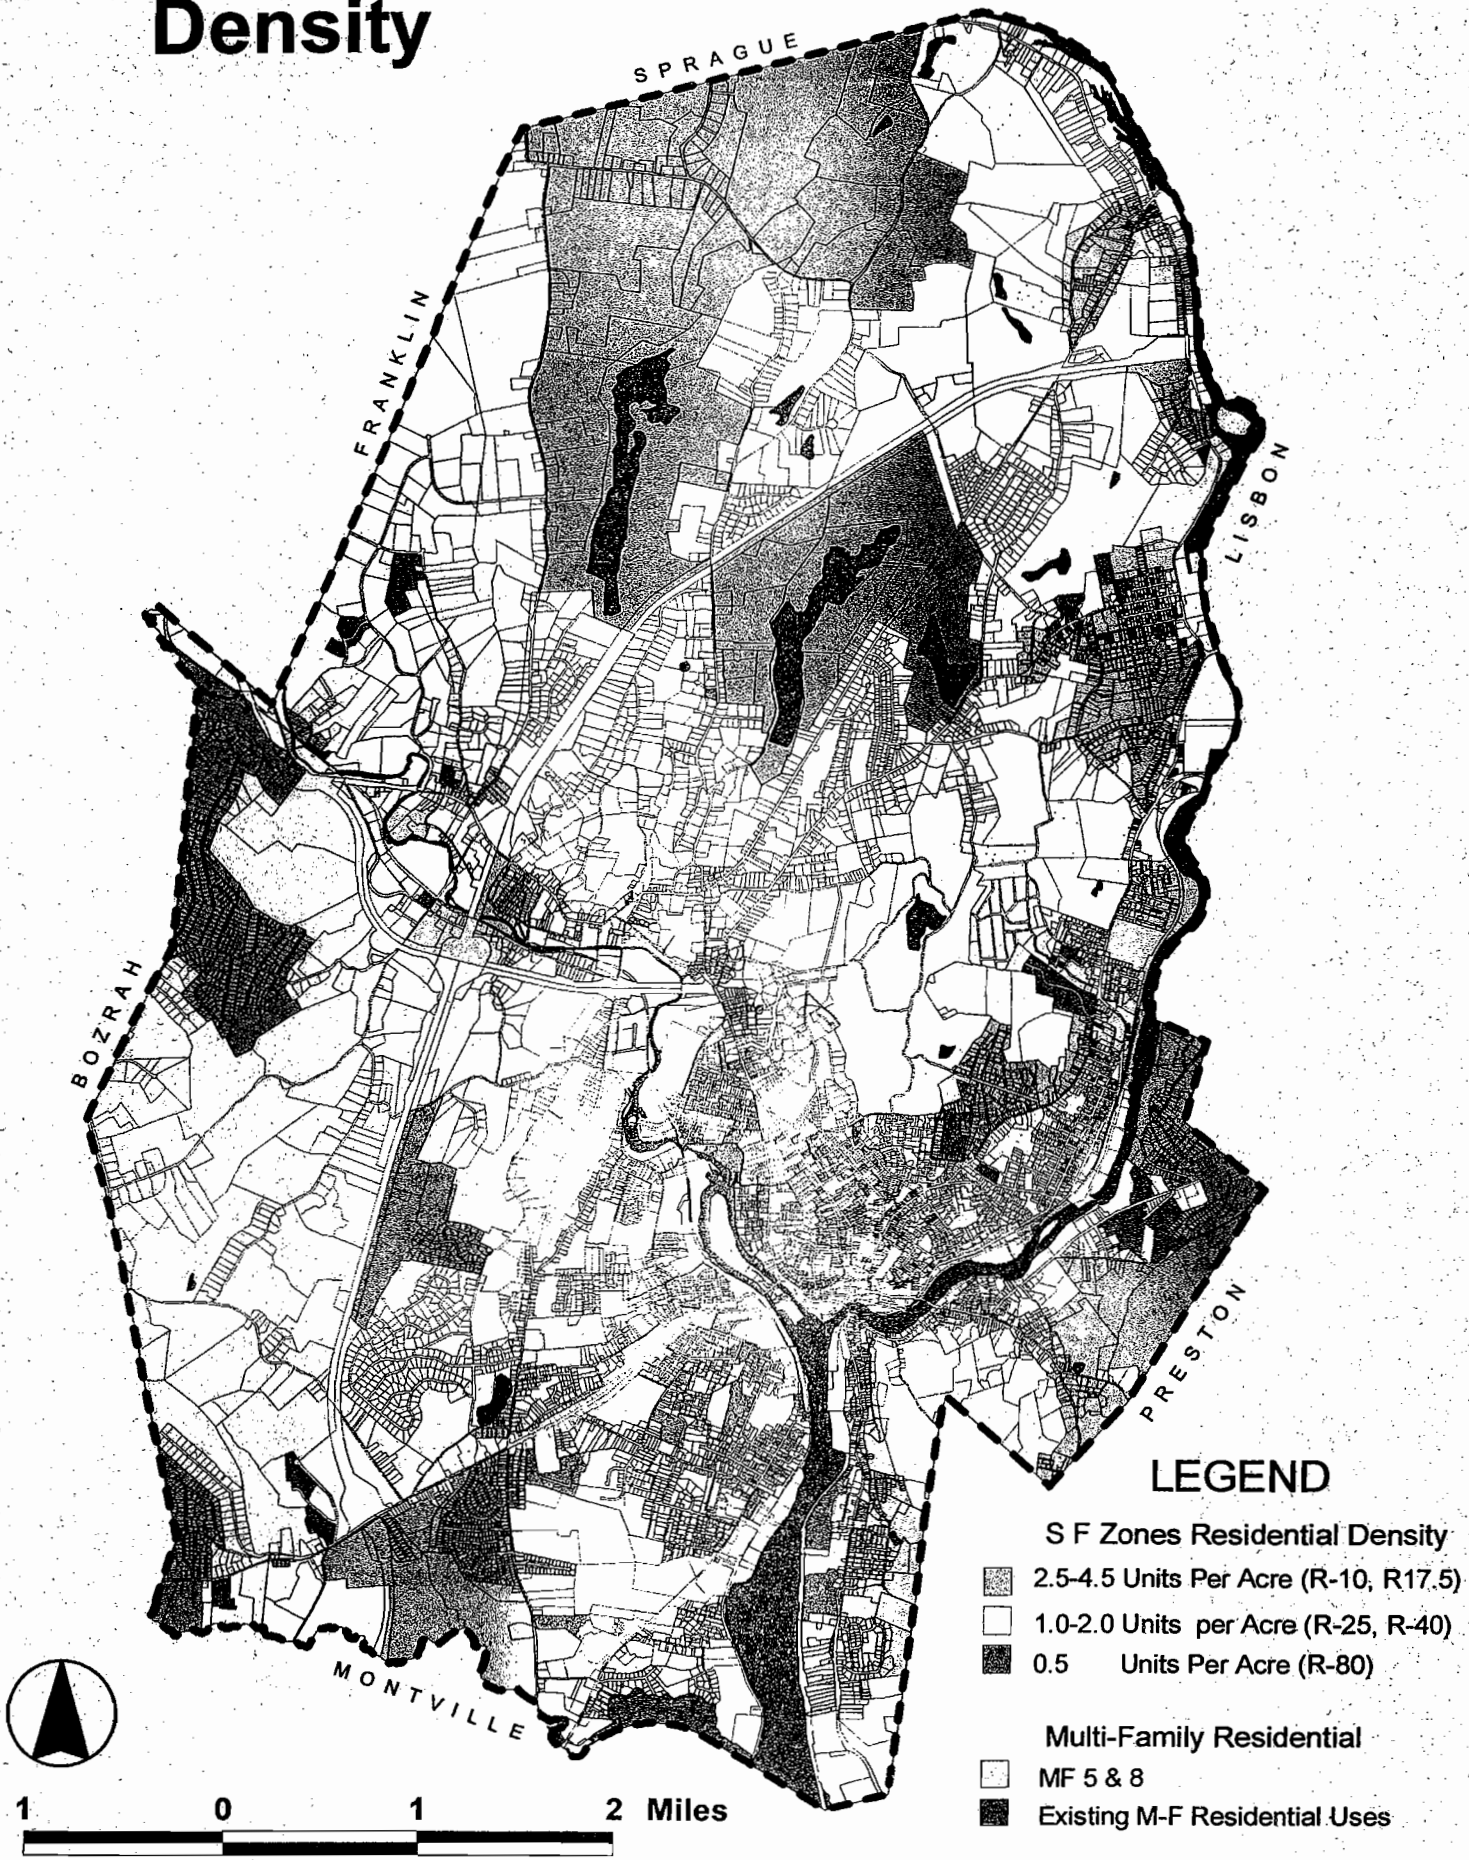 Density
SPRAGUE
FRANKLIN
LISBON
BOZRAH
PRESTON
MONTVILLE
LEGEND
S F Zones Residential Density
2.5-4.5 Units Per Acre (R-10, R17.5)
1.0-2.0 Units per Acre (R-25, R-40)
0.5 Units Per Acre (R-80)
Multi-Family Residential
MF 5 & 8
Existing M-F Residential Uses
1 0 1 2 Miles